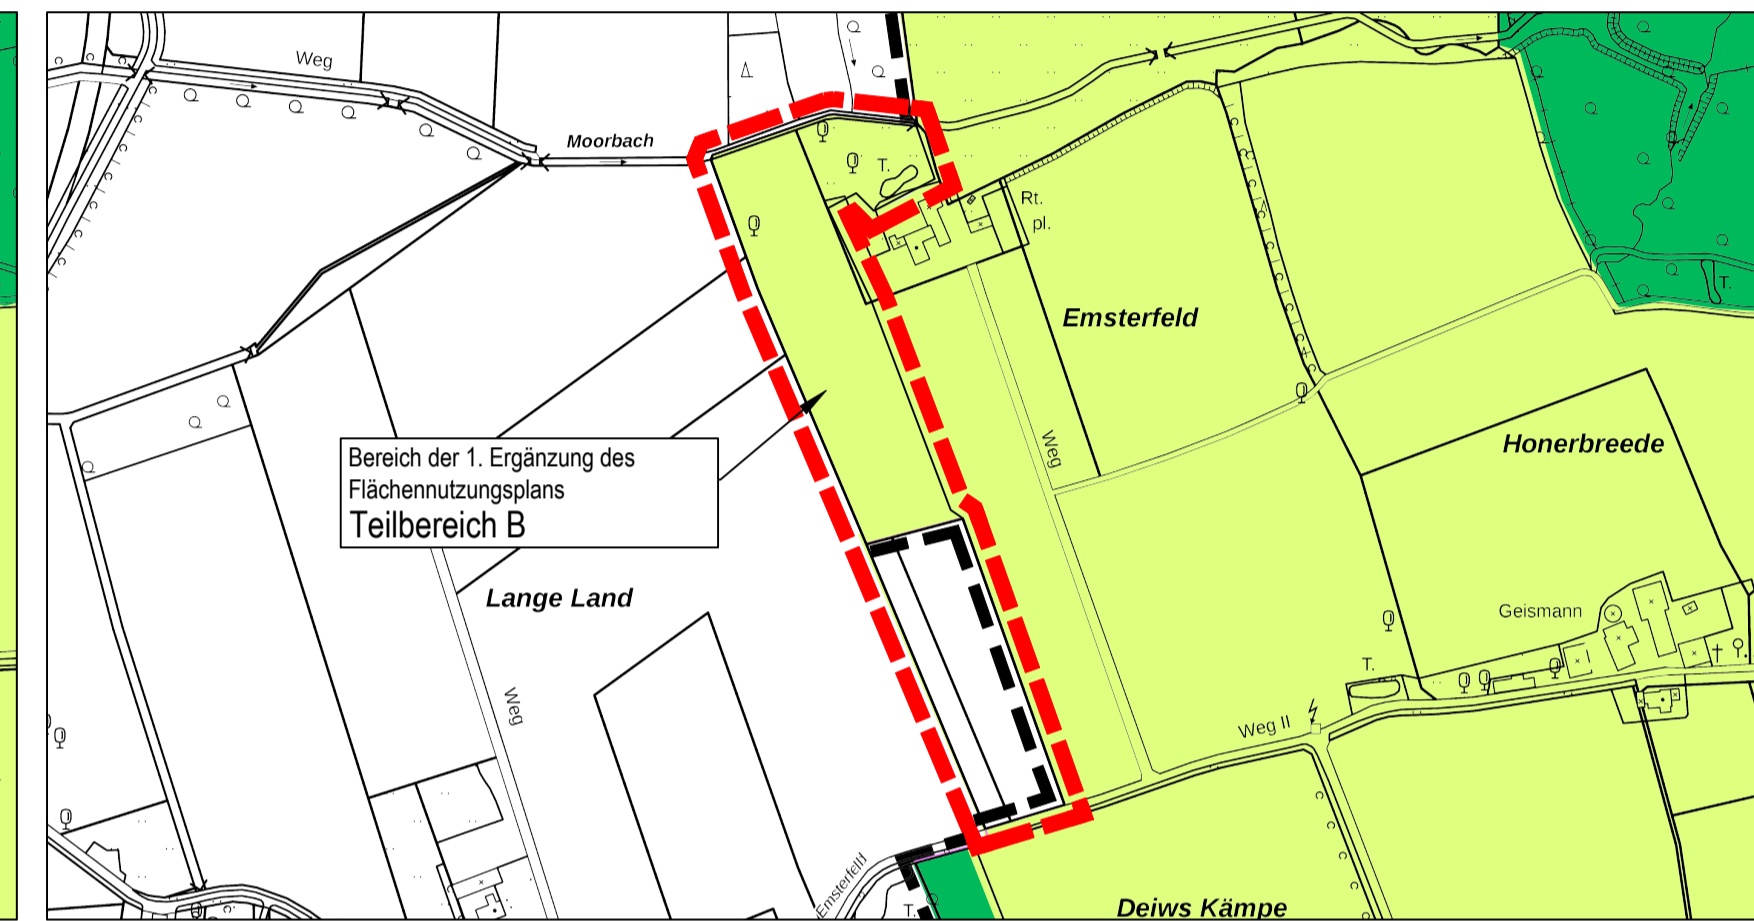 Weg
Moorbach
T.
Rt.
pl.
T.
Emsterfeld
Weg
Honerbreede
Bereich der 1. Ergänzung des
Flächennutzungsplans
Teilbereich B
Lange Land
Geismann
T.
Weg
Weg II
Emsterfeld
T.
Deiws Kämpe